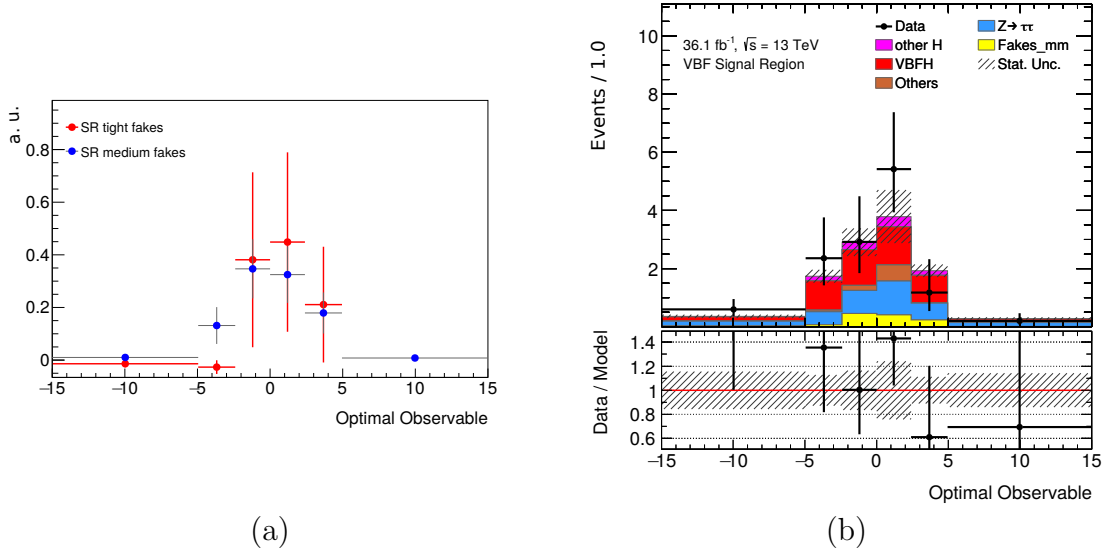 a. u.
SR tight fakes
SR medium fakes
0.8
0.6
0.4
0.2
0
−15 −10 −5 0 5 10 15
Optimal Observable
(a)
Events / 1.0
36.1 fb⁻¹, √s = 13 TeV
VBF Signal Region
Data
other H
VBFH
Others
Z→ ττ
Fakes_mm
Stat. Unc.
10
8
6
4
2
Data / Model
1.4
1.2
1
0.8
0.6
−15 −10 −5 0 5 10 15
Optimal Observable
(b)